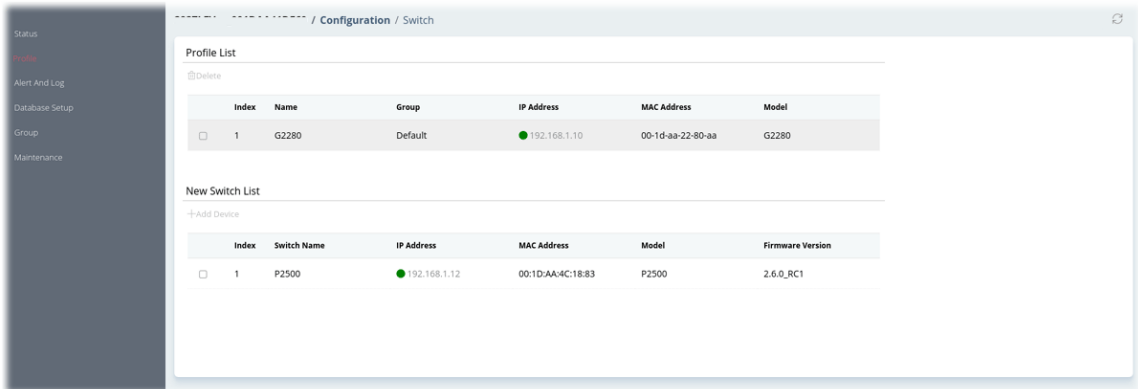 / Configuration / Switch
Status
Alert And Log
Database Setup
Group
Maintenance
Profile List
Delete
Index Name Group IP Address MAC Address Model
1 G2280 Default 192.168.1.10 00-1d-aa-22-80-aa G2280
New Switch List
+Add Device
Index Switch Name IP Address MAC Address Model Firmware Version
1 P2500 192.168.1.12 00:1D:AA:4C:18:83 P2500 2.6.0_RC1